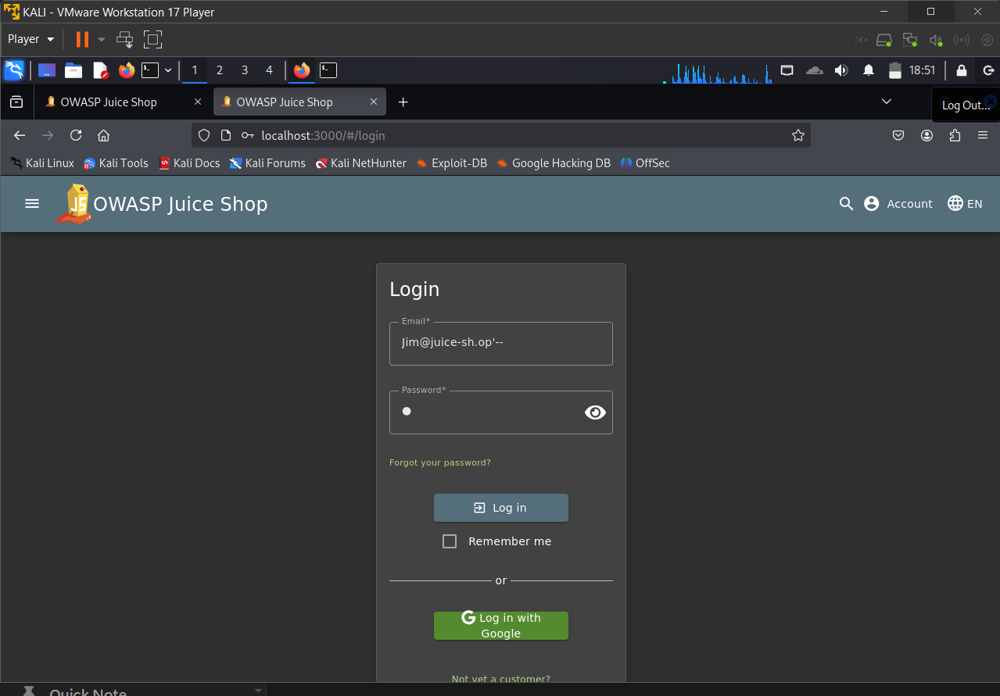 KALI - VMware Workstation 17 Player
Player
1 2 3 4 18:51
OWASP Juice Shop OWASP Juice Shop Log Out...
localhost:3000/#/login
Kali Linux Kali Tools Kali Docs Kali Forums Kali NetHunter Exploit-DB Google Hacking DB OffSec
JS OWASP Juice Shop Account EN
Login
Email*
Jim@juice-sh.op'--
Password*
Forgot your password?
Log in
Remember me
or
G Log in with
Google
Not yet a customer?
Quick Note